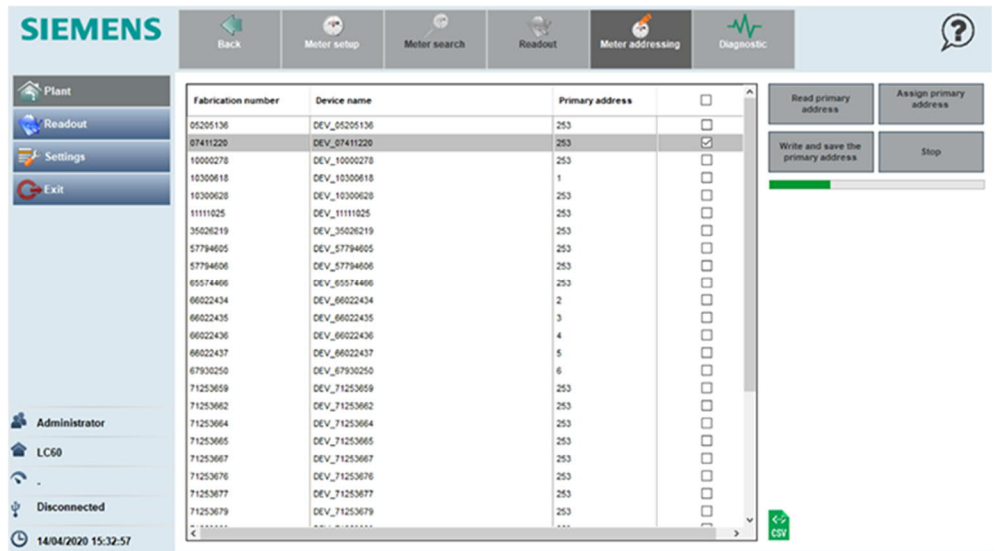 SIEMENS
Back
Meter setup
Meter search
Readout
Meter addressing
Diagnostic
Plant
Readout
Settings
Exit
Fabrication number Device name Primary address
05205136 DEV_05205136 253
07411220 DEV_07411220 253
10000278 DEV_10000278 253
10300618 DEV_10300618 1
10300628 DEV_10300628 253
11111025 DEV_11111025 253
35026219 DEV_35026219 253
57794605 DEV_57794605 253
57794606 DEV_57794606 253
65574466 DEV_65574466 253
66022434 DEV_66022434 2
66022435 DEV_66022435 3
66022436 DEV_66022436 4
66022437 DEV_66022437 5
67930250 DEV_67930250 6
71253659 DEV_71253659 253
71253662 DEV_71253662 253
71253664 DEV_71253664 253
71253665 DEV_71253665 253
71253667 DEV_71253667 253
71253676 DEV_71253676 253
71253677 DEV_71253677 253
71253679 DEV_71253679 253
Read primary
address
Assign primary
address
Write and save the
primary address
Stop
CSV
Administrator
LC60
-
Disconnected
14/04/2020 15:32:57